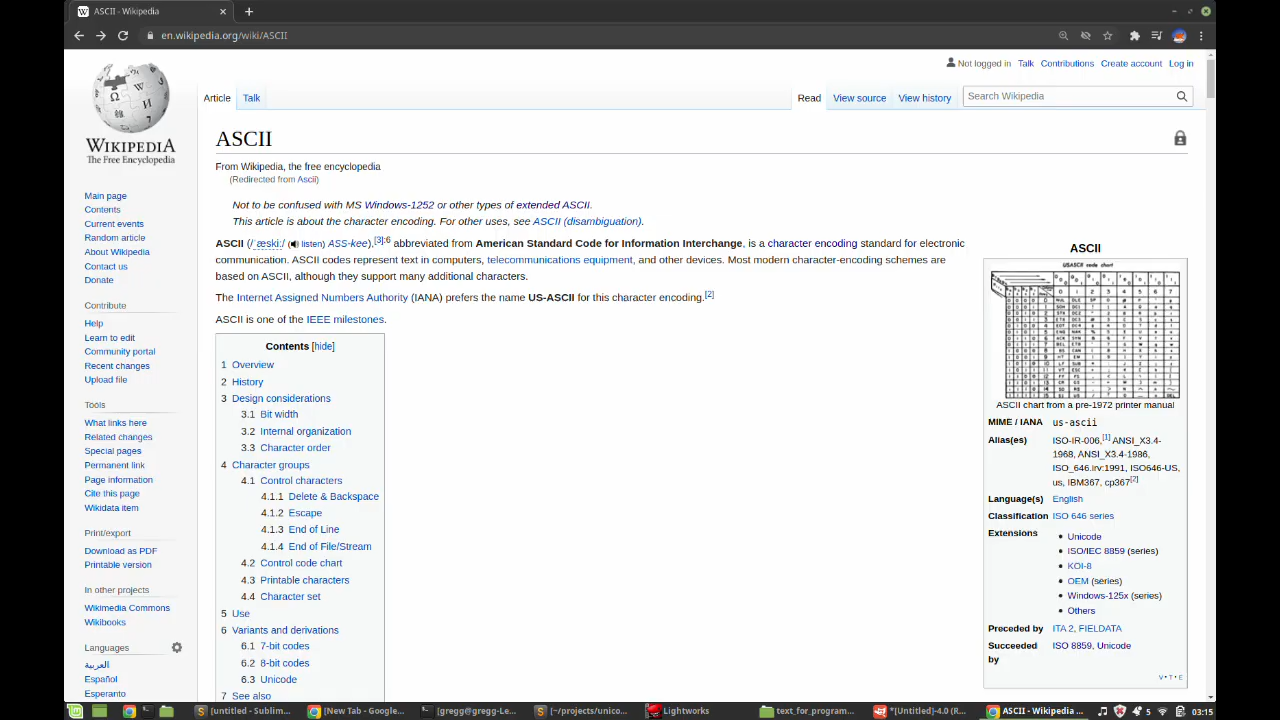 ASCII - Wikipedia
en.wikipedia.org/wiki/ASCII
Not logged in Talk Contributions Create account Log in
Article Talk Read View source View history Search Wikipedia
WIKIPEDIA
The Free Encyclopedia
Main page
Contents
Current events
Random article
About Wikipedia
Contact us
Donate
Contribute
Help
Learn to edit
Community portal
Recent changes
Upload file
Tools
What links here
Related changes
Special pages
Permanent link
Page information
Cite this page
Wikidata item
Print/export
Download as PDF
Printable version
In other projects
Wikimedia Commons
Wikibooks
Languages
العربية
Español
Esperanto
ASCII
From Wikipedia, the free encyclopedia
(Redirected from Ascii)
Not to be confused with MS Windows-1252 or other types of extended ASCII.
This article is about the character encoding. For other uses, see ASCII (disambiguation).
ASCII (/ˈæskiː/ (listen) ASS-kee),[3]:6 abbreviated from American Standard Code for Information Interchange, is a character encoding standard for electronic
communication. ASCII codes represent text in computers, telecommunications equipment, and other devices. Most modern character-encoding schemes are
based on ASCII, although they support many additional characters.
The Internet Assigned Numbers Authority (IANA) prefers the name US-ASCII for this character encoding.[2]
ASCII is one of the IEEE milestones.
Contents [hide]
1 Overview
2 History
3 Design considerations
3.1 Bit width
3.2 Internal organization
3.3 Character order
4 Character groups
4.1 Control characters
4.1.1 Delete & Backspace
4.1.2 Escape
4.1.3 End of Line
4.1.4 End of File/Stream
4.2 Control code chart
4.3 Printable characters
4.4 Character set
5 Use
6 Variants and derivations
6.1 7-bit codes
6.2 8-bit codes
6.3 Unicode
7 See also
ASCII
USASCII code chart
ASCII chart from a pre-1972 printer manual
MIME / IANA us-ascii
Alias(es) ISO-IR-006,[1] ANSI_X3.4-
1968, ANSI_X3.4-1986,
ISO_646.irv:1991, ISO646-US,
us, IBM367, cp367[2]
Language(s) English
Classification ISO 646 series
Extensions
• Unicode
• ISO/IEC 8859 (series)
• KOI-8
• OEM (series)
• Windows-125x (series)
• Others
Preceded by ITA 2, FIELDATA
Succeeded by ISO 8859, Unicode
V • T • E
[untitled - Sublim...
[New Tab - Google...
[gregg@gregg-Le...
[~/projects/unico...
Lightworks
text_for_program...
*[Untitled]-4.0 (R...
ASCII - Wikipedia ...
5
03:15